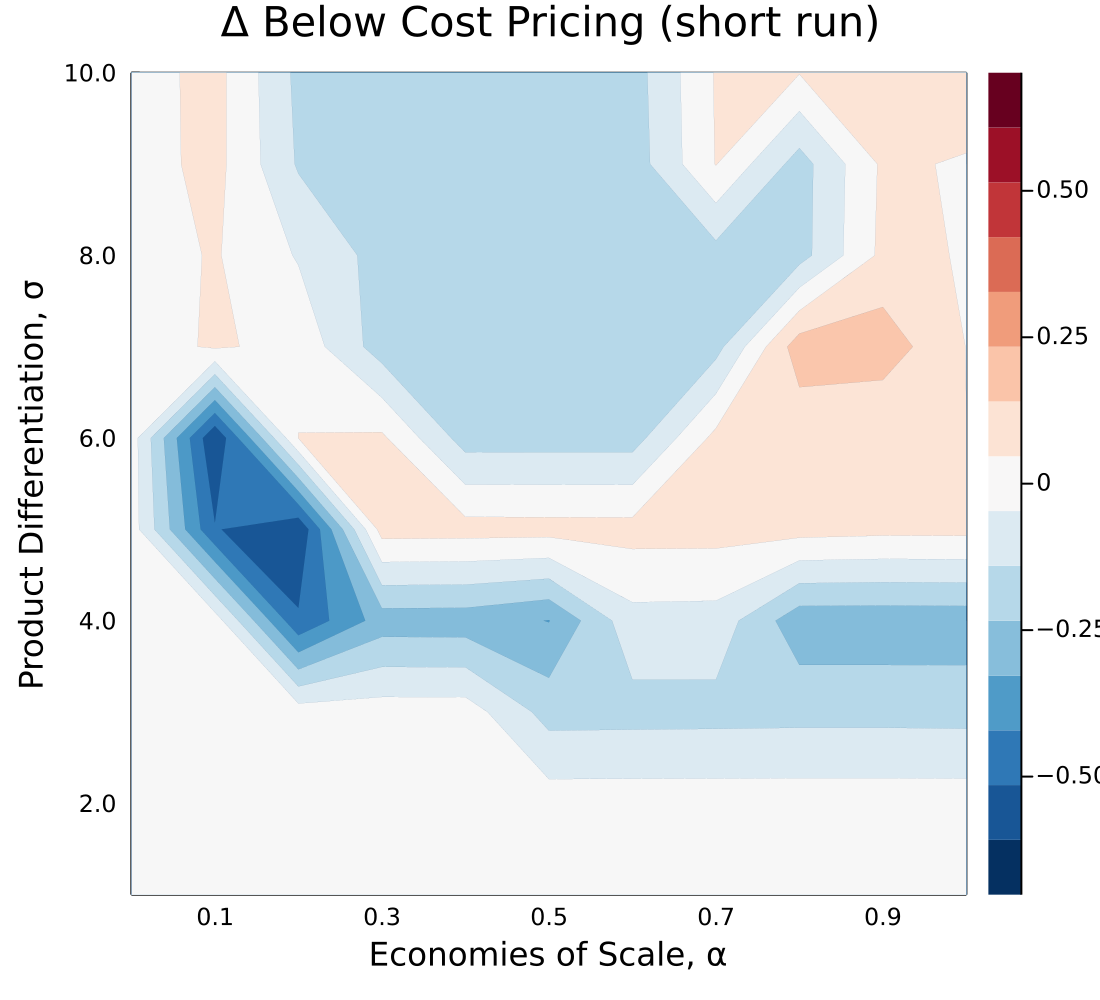 Δ Below Cost Pricing (short run)
10.0
8.0
6.0
4.0
2.0
Product Differentiation, σ
0.1 0.3 0.5 0.7 0.9
Economies of Scale, α
0.50
0.25
0
−0.25
−0.50